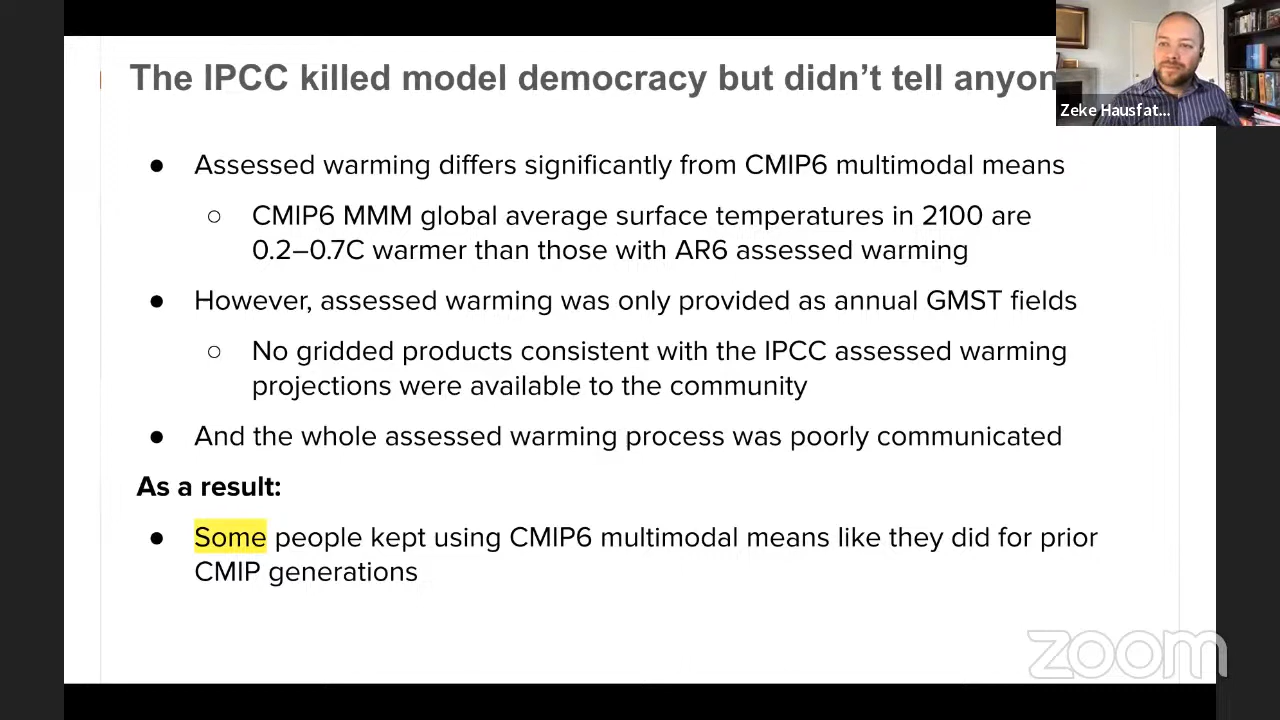 The IPCC killed model democracy but didn't tell anyon
Zeke Hausfat...
● Assessed warming differs significantly from CMIP6 multimodal means
○ CMIP6 MMM global average surface temperatures in 2100 are
0.2–0.7C warmer than those with AR6 assessed warming
● However, assessed warming was only provided as annual GMST fields
○ No gridded products consistent with the IPCC assessed warming
projections were available to the community
● And the whole assessed warming process was poorly communicated
As a result:
● Some people kept using CMIP6 multimodal means like they did for prior
CMIP generations
zoom